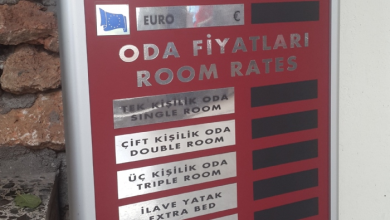 EURO €
ODA FİYATLARI
ROOM RATES
TEK KİŞİLİK ODA
SINGLE ROOM
ÇİFT KİŞİLİK ODA
DOUBLE ROOM
ÜÇ KİŞİLİK ODA
TRIPLE ROOM
İLAVE YATAK
EXTRA BED